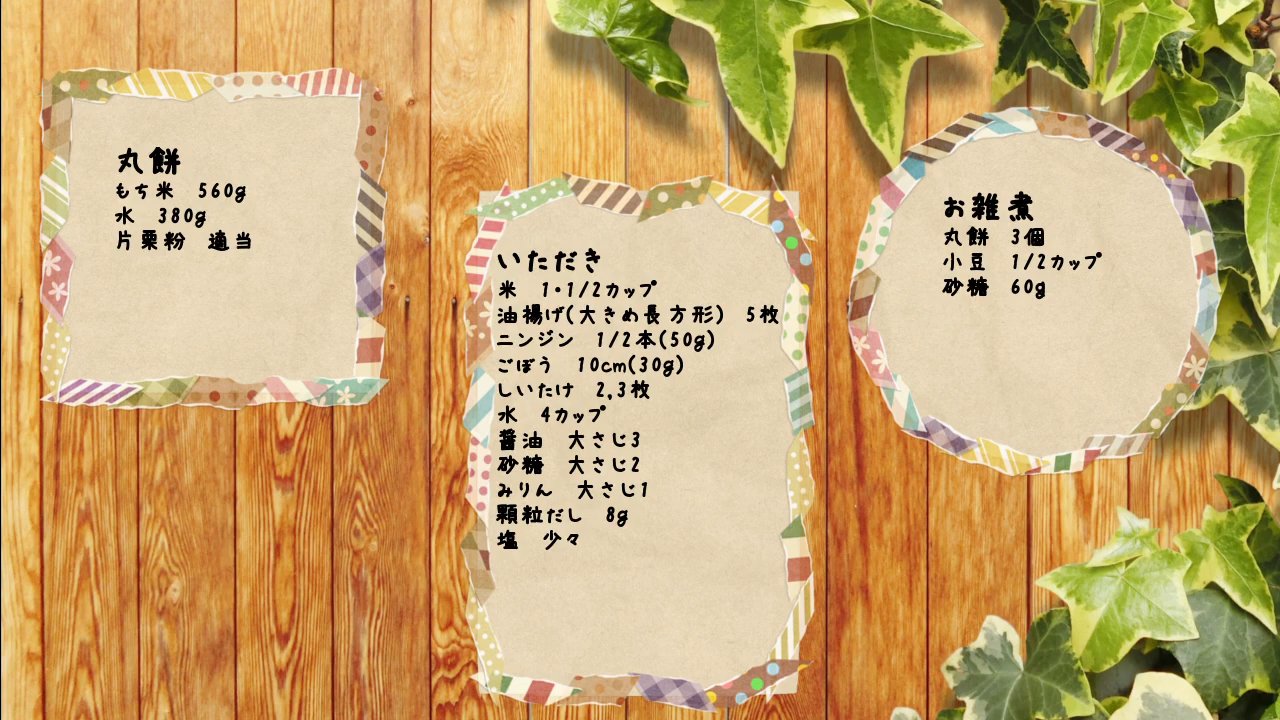 丸餅
もち米　560g
水　380g
片栗粉　適当
いただき
米　1・1/2カップ
油揚げ(大きめ長方形)　5枚
ニンジン　1/2本(50g)
ごぼう　10cm(30g)
しいたけ　2,3枚
水　4カップ
醤油　大さじ3
砂糖　大さじ2
みりん　大さじ1
顆粒だし　8g
塩　少々
お雑煮
丸餅　3個
小豆　1/2カップ
砂糖　60g